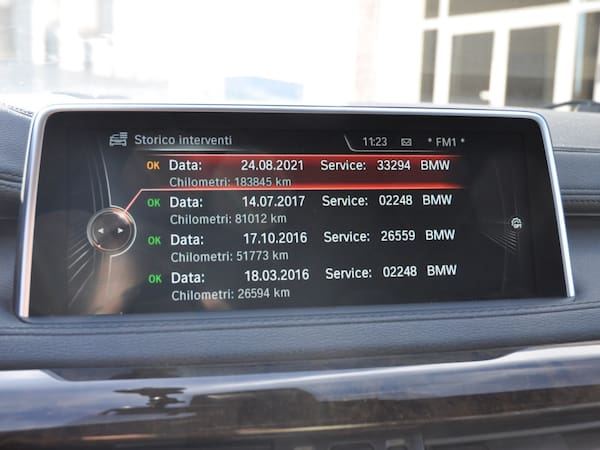 Storico interventi 11:23 * FM1 *
OK Data: 24.08.2021 Service: 33294 BMW
Chilometri: 183845 km
OK Data: 14.07.2017 Service: 02248 BMW
Chilometri: 81012 km
OK Data: 17.10.2016 Service: 26559 BMW
Chilometri: 51773 km
OK Data: 18.03.2016 Service: 02248 BMW
Chilometri: 26594 km